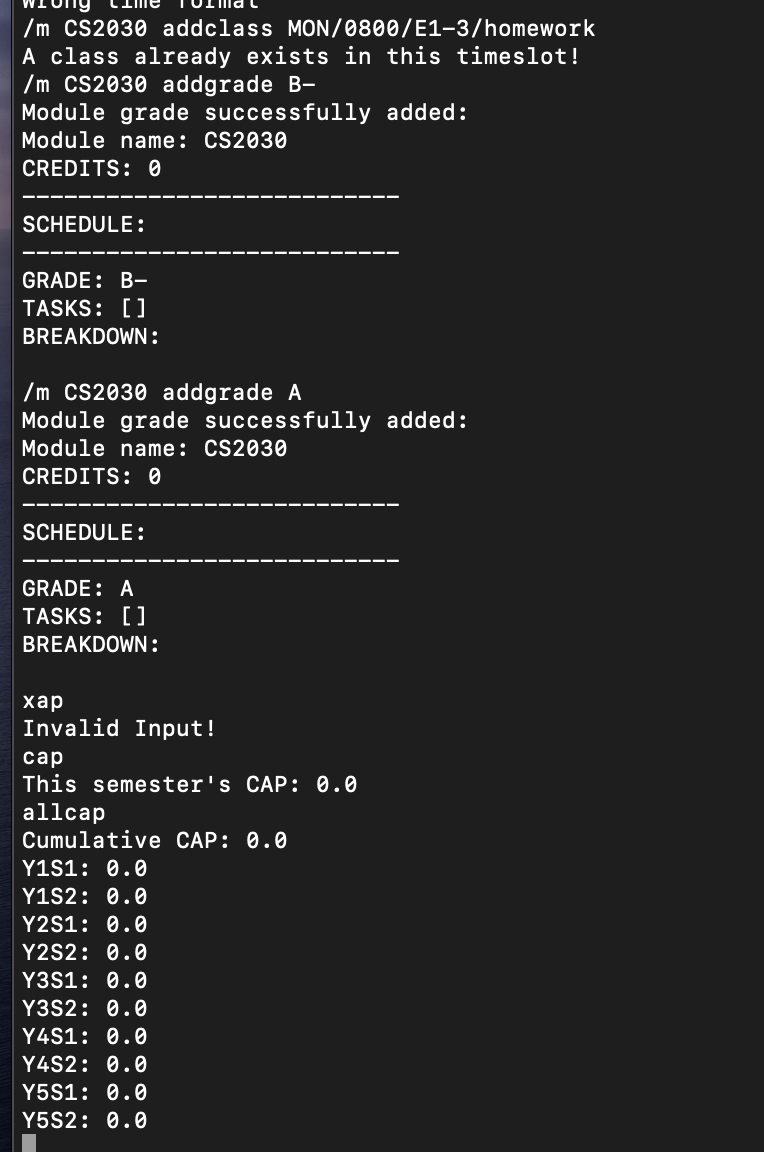 Wrong time format
/m CS2030 addclass MON/0800/E1-3/homework
A class already exists in this timeslot!
/m CS2030 addgrade B-
Module grade successfully added:
Module name: CS2030
CREDITS: 0
---------------------------
SCHEDULE:
---------------------------
GRADE: B-
TASKS: []
BREAKDOWN:
/m CS2030 addgrade A
Module grade successfully added:
Module name: CS2030
CREDITS: 0
---------------------------
SCHEDULE:
---------------------------
GRADE: A
TASKS: []
BREAKDOWN:
xap
Invalid Input!
cap
This semester's CAP: 0.0
allcap
Cumulative CAP: 0.0
Y1S1: 0.0
Y1S2: 0.0
Y2S1: 0.0
Y2S2: 0.0
Y3S1: 0.0
Y3S2: 0.0
Y4S1: 0.0
Y4S2: 0.0
Y5S1: 0.0
Y5S2: 0.0